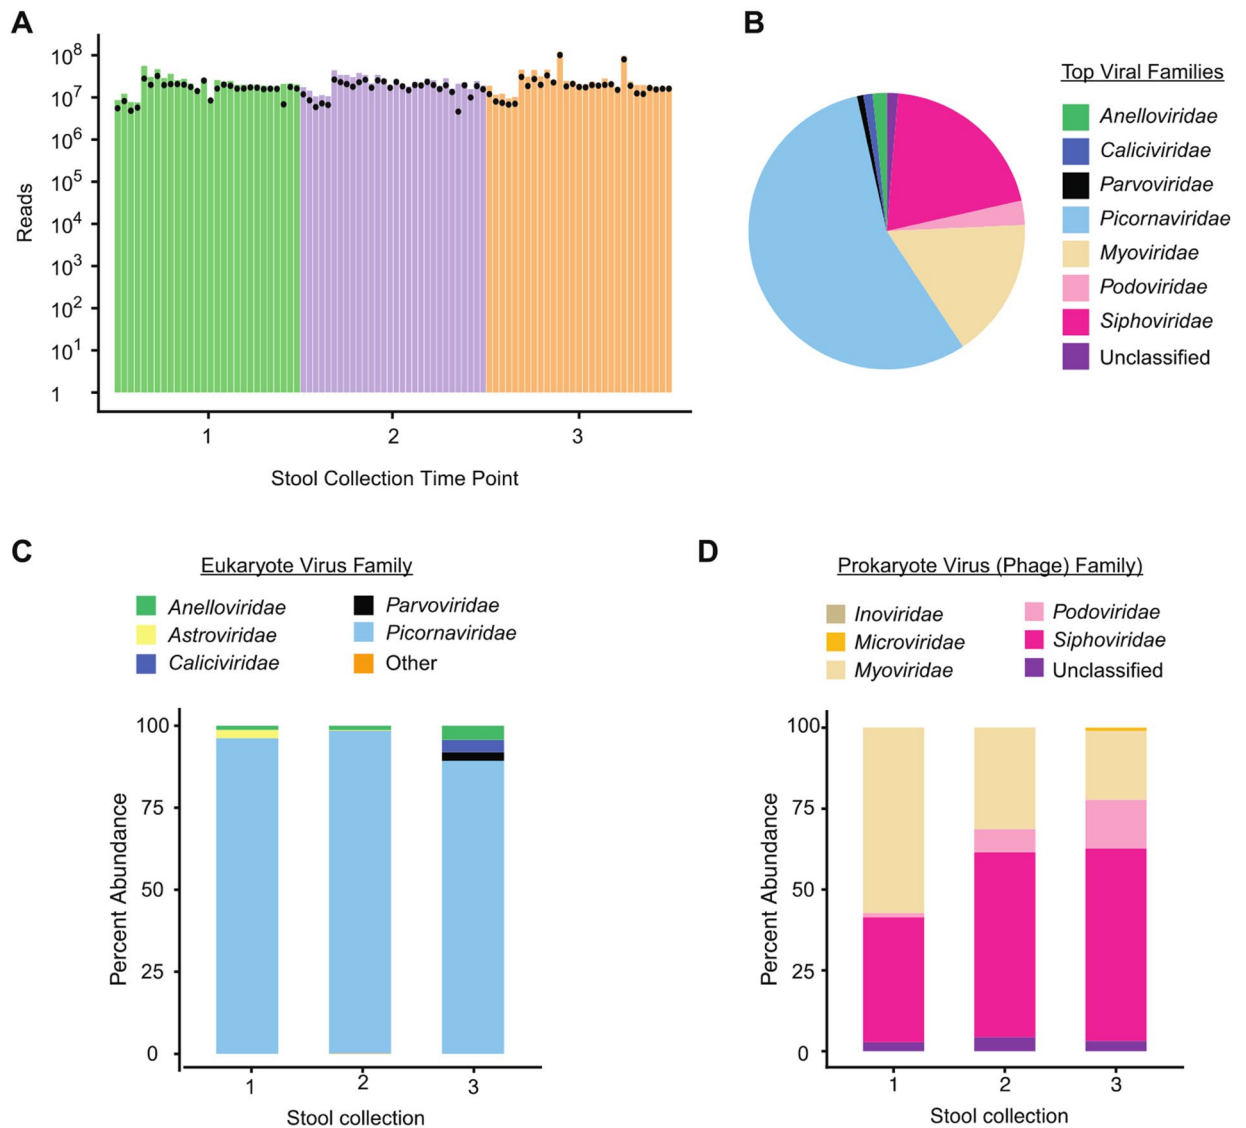 A
10^8
10^7
10^6
10^5
10^4
10^3
10^2
10^1
1
Reads
1 2 3
Stool Collection Time Point
B
Top Viral Families
Anelloviridae
Caliciviridae
Parvoviridae
Picornaviridae
Myoviridae
Podoviridae
Siphoviridae
Unclassified
C
Eukaryote Virus Family
Anelloviridae
Astroviridae
Caliciviridae
Parvoviridae
Picornaviridae
Other
100
75
50
25
0
Percent Abundance
1 2 3
Stool collection
D
Prokaryote Virus (Phage) Family)
Inoviridae
Microviridae
Myoviridae
Podoviridae
Siphoviridae
Unclassified
100
75
50
25
0
Percent Abundance
1 2 3
Stool collection